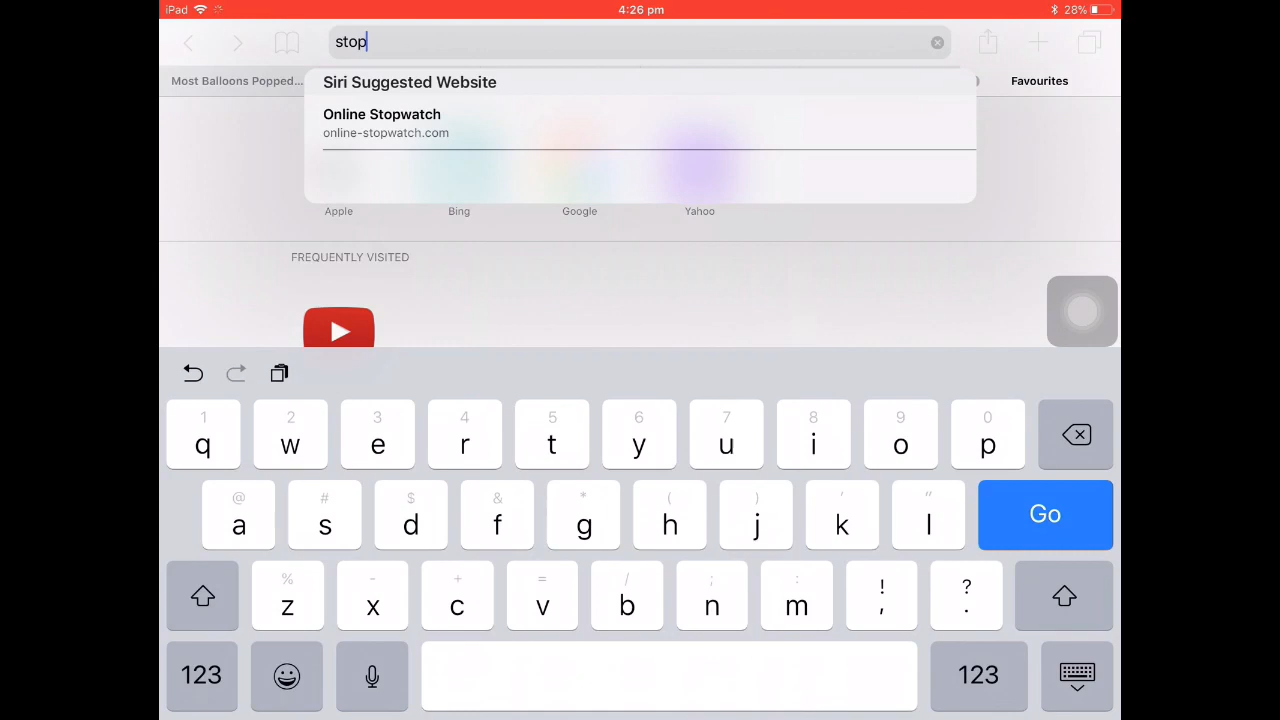 iPad 4:26 pm 28%
stop
Most Balloons Popped... Favourites
Siri Suggested Website
Online Stopwatch
online-stopwatch.com
Apple Bing Google Yahoo
FREQUENTLY VISITED
1 2 3 4 5 6 7 8 9 0
q w e r t y u i o p
@ # $ & * ( ) ' "
a s d f g h j k l Go
% - + = / ; : ! ?
z x c v b n m , .
123 123